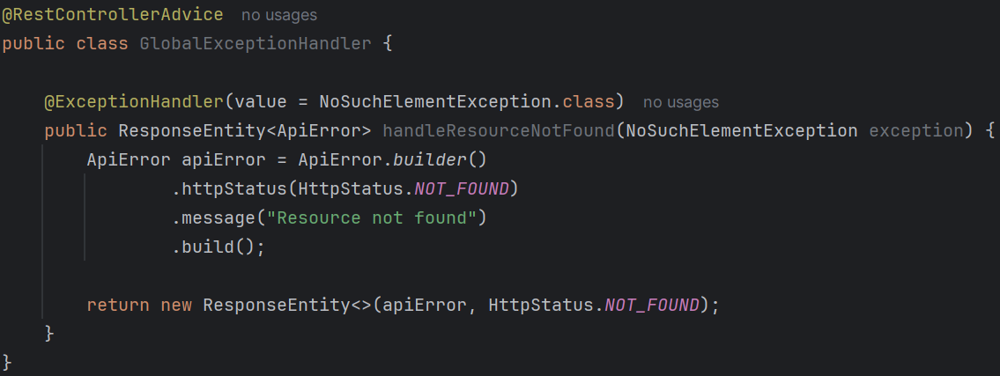 @RestControllerAdvice no usages
public class GlobalExceptionHandler {
@ExceptionHandler(value = NoSuchElementException.class) no usages
public ResponseEntity<ApiError> handleResourceNotFound(NoSuchElementException exception) {
ApiError apiError = ApiError.builder()
.httpStatus(HttpStatus.NOT_FOUND)
.message("Resource not found")
.build();
return new ResponseEntity<>(apiError, HttpStatus.NOT_FOUND);
}
}